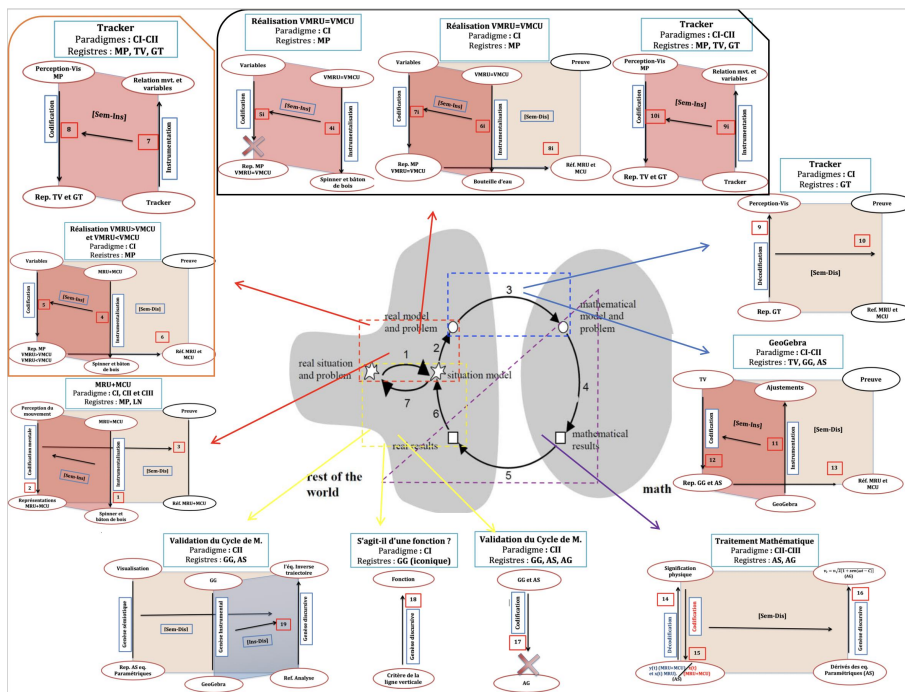 Tracker
Paradigmes : CI-CII
Registres : MP, TV, GT
Perception-Vis
MP
Relation mvt. et
variables
Codification
[Sem-Ins]
8
7
Instrumentation
Rep. TV et GT
Tracker
Réalisation VMRU>VMCU
et VMRU<VMCU
Paradigme : CI
Registres : MP
Variables
MRU+MCU
Preuve
Codification
5
[Sem-Ins]
4
Instrumentalisation
[Sem-Dis]
6
Rep. MP
VMRU>VMCU
VMRU<VMCU
Spinner et bâton
de bois
Réf. MRU et MCU
MRU+MCU
Paradigme : CI, CII et CIII
Registres : MP, LN
Perception du
mouvement
MRU+MCU
Preuve
Codification mentale
2
[Sem-Ins]
1
Instrumentalisation
[Sem-Dis]
3
Représentations
MRU+MCU
Spinner et
bâton de bois
Réf. MRU et
MCU
Réalisation VMRU=VMCU
Paradigme : CI
Registres : MP
Variables
VMRU=VMCU
Codification
5i
[Sem-Ins]
4i
Instrumentalisation
Rep. MP
VMRU=VMCU
Spinner et bâton
de bois
Réalisation VMRU=VMCU
Paradigme : CI
Registres : MP
Variables
VMRU=VMCU
Preuve
Codification
7i
[Sem-Ins]
6i
Instrumentalisation
[Sem-Dis]
8i
Rep. MP
VMRU=VMCU
Bouteille d'eau
Réf. MRU et MCU
Tracker
Paradigmes : CI-CII
Registres : MP, TV, GT
Perception-Vis
MP
Relation mvt. et
variables
Codification
10i
[Sem-Ins]
9i
Instrumentation
Rep. TV et GT
Tracker
Tracker
Paradigmes : CI
Registres : GT
Perception-Vis
Preuve
9
Décodification
10
[Sem-Dis]
Rep. GT
Ref. MRU et
MCU
GeoGebra
Paradigme : CI-CII
Registres : TV, GG, AS
TV
Ajustements
Preuve
Codification
12
[Sem-Ins]
11
Instrumentation
[Sem-Dis]
13
Rep. GG et AS
GeoGebra
Réf. MRU et
MCU
real model
and problem
3
mathematical
model and
problem
real situation
and problem
1
2
situation model
7
6
4
real results
mathematical
results
5
rest of the
world
math
Validation du Cycle de M.
Paradigme : CII
Registres : GG, AS
Visualisation
GG
l'éq. Inverse
trajectoire
Genèse sémiotique
[Sem-Dis]
Genèse Instrumental
19
[Ins-Dis]
Genèse discursive
Rep. AS eq.
Paramétriques
GeoGebra
Ref. Analyse
S'agit-il d'une fonction ?
Paradigme : CI
Registres : GG (iconique)
Fonction
18
Genèse discursive
Critère de la
ligne verticale
Validation du Cycle de M.
Paradigme : CII
Registres : GG, AS, AG
GG et AS
Codification
17
AG
Traitement Mathématique
Paradigme : CII-CIII
Registres : AS, AG
Signification
physique
(AG)
14
Décodification
Codification
15
[Sem-Dis]
16
Genèse discursive
(AS)
Dérivés des eq.
Paramétriques (AS)